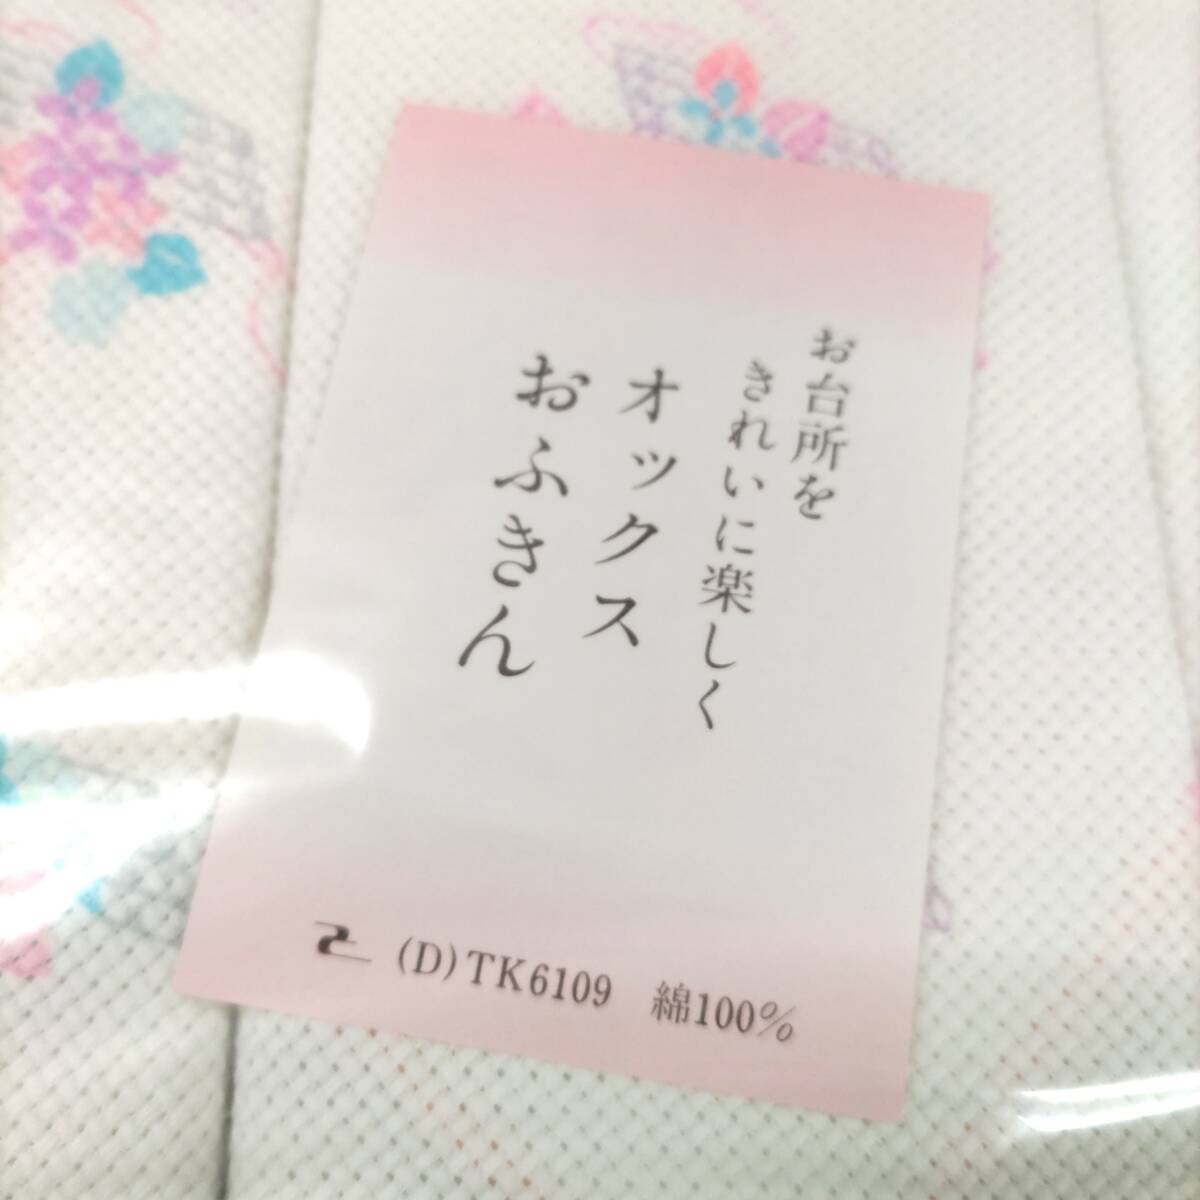 お台所を
きれいに楽しく
オックス
おふきん
(D)TK6109 綿100%